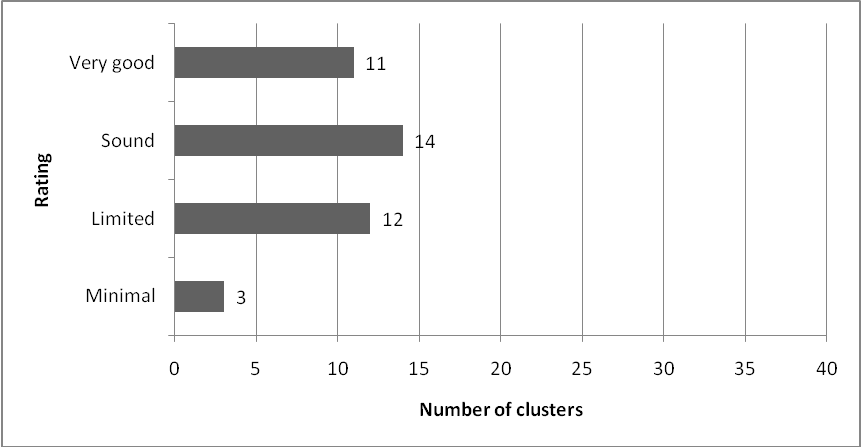 Very good
11
Sound
14
Limited
12
Minimal
3
Rating
0 5 10 15 20 25 30 35 40
Number of clusters